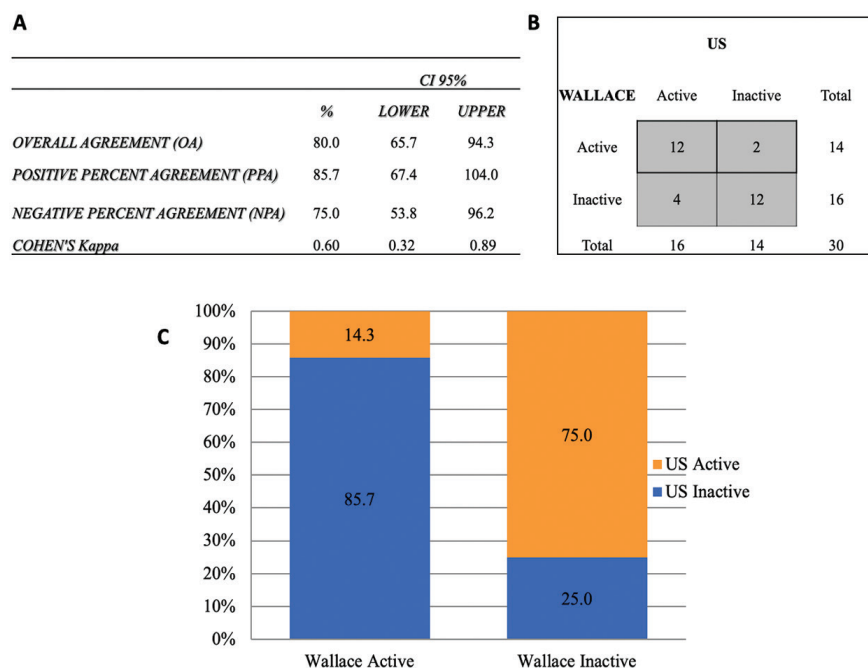 A
CI 95%
% LOWER UPPER
OVERALL AGREEMENT (OA) 80.0 65.7 94.3
POSITIVE PERCENT AGREEMENT (PPA) 85.7 67.4 104.0
NEGATIVE PERCENT AGREEMENT (NPA) 75.0 53.8 96.2
COHEN'S Kappa 0.60 0.32 0.89
B
US
WALLACE Active Inactive Total
Active 12 2 14
Inactive 4 12 16
Total 16 14 30
C
100%
90%
80%
70%
60%
50%
40%
30%
20%
10%
0%
14.3
85.7
75.0
25.0
US Active
US Inactive
Wallace Active Wallace Inactive